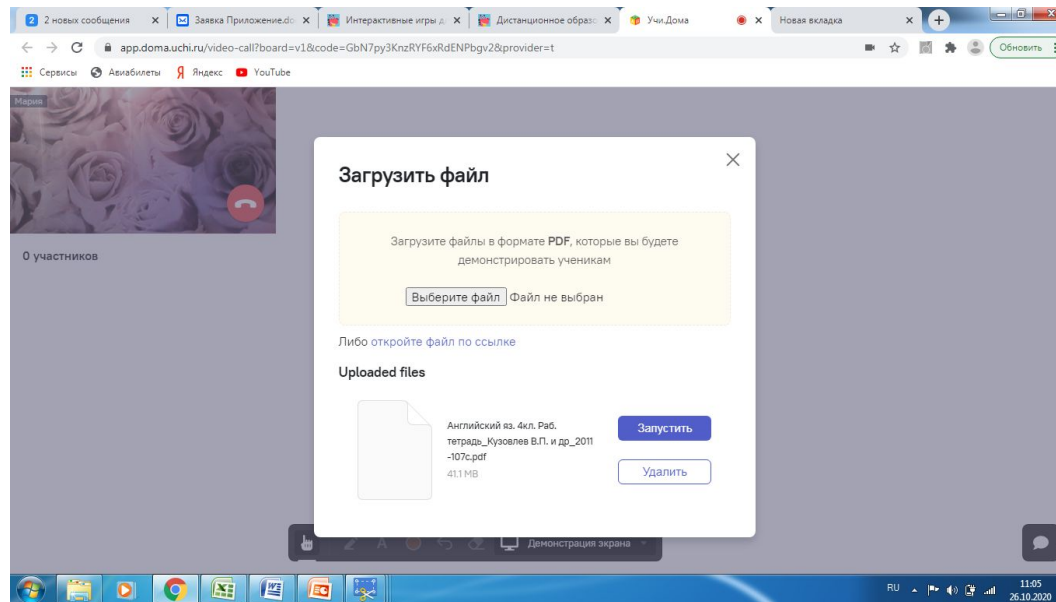 2 новых сообщения
Заявка Приложение.do
Интерактивные игры д
Дистанционное образо
Учи.Дома
Новая вкладка
app.doma.uchi.ru/video-call?board=v1&code=GbN7py3KnzRYF6xRdENPbgv2&provider=t
Обновить
Сервисы
Авиабилеты
Яндекс
YouTube
Мария
0 участников
Загрузить файл
Загрузите файлы в формате PDF, которые вы будете
демонстрировать ученикам
Выберите файл Файл не выбран
Либо откройте файл по ссылке
Uploaded files
Английский яз. 4кл. Раб.
тетрадь_Кузовлев В.П. и др_2011
-107с.pdf
41.1 MB
Запустить
Удалить
Демонстрация экрана
RU
11:05
26.10.2020